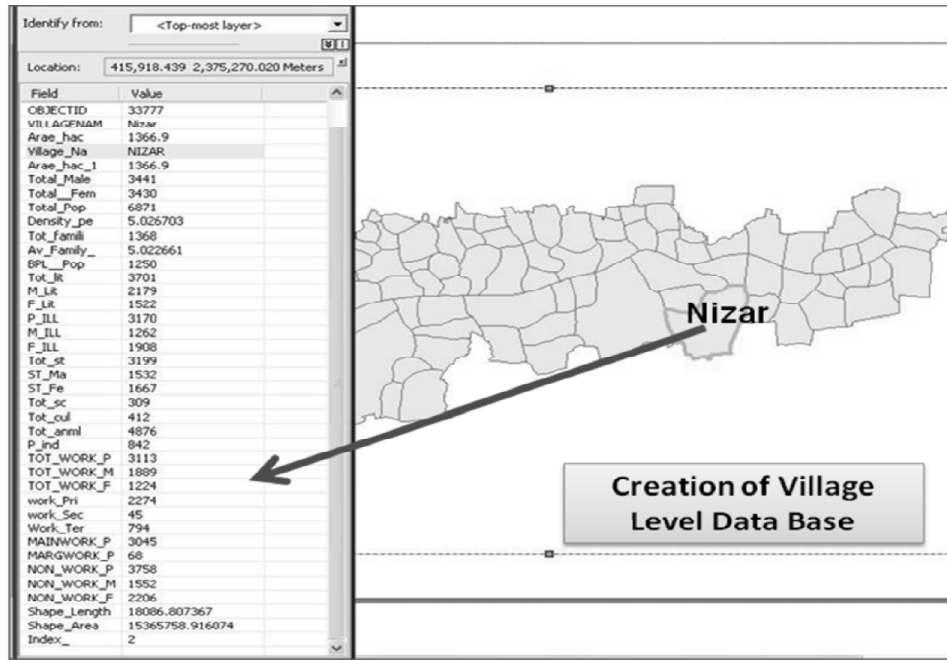 Identify from: <Top-most layer>
Location: 415,918.439 2,375,270.020 Meters
Field Value
OBJECTID 33777
VILLAGENAM Nizar
Arae_hac 1366.9
Village_Na NIZAR
Arae_hac_1 1366.9
Total_Male 3441
Total__Fem 3430
Total_Pop 6871
Density_pe 5.026703
Tot_famili 1368
Av_Family_ 5.022661
BPL__Pop 1250
Tot_lit 3701
M_Lit 2179
F_Lit 1522
P_ILL 3170
M_ILL 1262
F_ILL 1908
Tot_st 3199
ST_Ma 1532
ST_Fe 1667
Tot_sc 309
Tot_cul 412
Tot_anml 4876
P_ind 842
TOT_WORK_P 3113
TOT_WORK_M 1889
TOT_WORK_F 1224
work_Pri 2274
work_Sec 45
Work_Ter 794
MAINWORK_P 3045
MARGWORK_P 68
NON_WORK_P 3758
NON_WORK_M 1552
NON_WORK_F 2206
Shape_Length 18086.807367
Shape_Area 15365758.916074
Index_ 2
Nizar
Creation of Village
Level Data Base